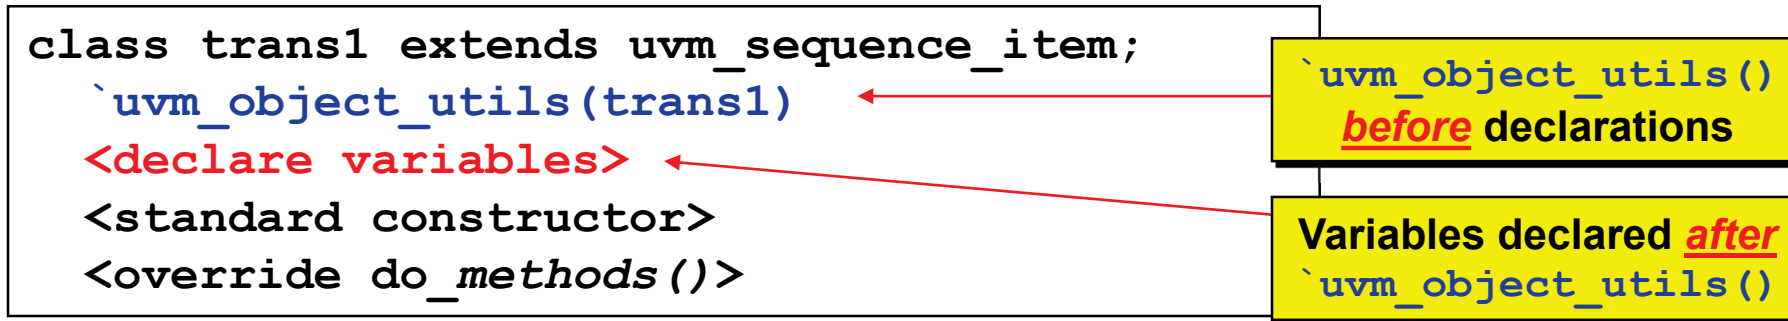 class trans1 extends uvm_sequence_item;
`uvm_object_utils(trans1)
<declare variables>
<standard constructor>
<override do_methods()>
`uvm_object_utils()
before declarations
Variables declared after
`uvm_object_utils()